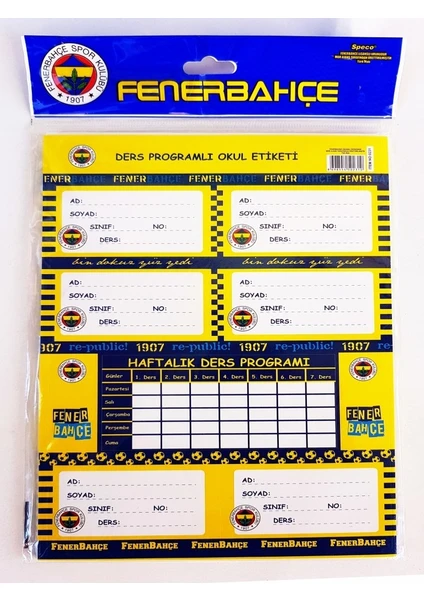 FENERBAHÇE SPOR KULÜBÜ
1907
FENERBAHÇE
Speco
DERS PROGRAMLI OKUL ETİKETİ
FENERBAHÇE FENERBAHÇE FENERBAHÇE FENERBAHÇE
AD:
SOYAD:
SINIF: NO:
DERS:
AD:
SOYAD:
SINIF: NO:
DERS:
bin dokuz yüz yedi bin dokuz yüz yedi
AD:
SOYAD:
SINIF: NO:
DERS:
AD:
SOYAD:
SINIF: NO:
DERS:
1907 re-public! 1907 re-public! 1907 re-public! 1907
HAFTALIK DERS PROGRAMI
Günler 1. Ders 2. Ders 3. Ders 4. Ders 5. Ders 6. Ders 7. Ders
Pazartesi
Salı
Çarşamba
Perşembe
Cuma
FENER
BAHÇE
FENER
BAHÇE
AD:
SOYAD:
SINIF: NO:
DERS:
AD:
SOYAD:
SINIF: NO:
DERS:
FENERBAHÇE FENERBAHÇE FENERBAHÇE FENERBAHÇE FENERBAHÇE